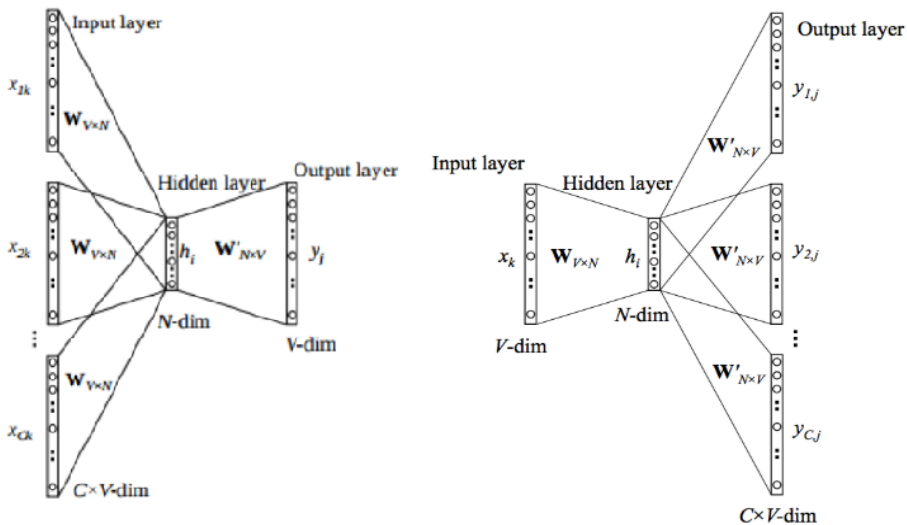 Input layer
x1k
WV×N
Hidden layer
Output layer
x2k
WV×N
hi
W'N×V
yj
N-dim
V-dim
...
WV×N
xCk
C×V-dim
Output layer
y1,j
W'N×V
Input layer
Hidden layer
xk
WV×N
hi
W'N×V
y2,j
V-dim
N-dim
...
W'N×V
yC,j
C×V-dim